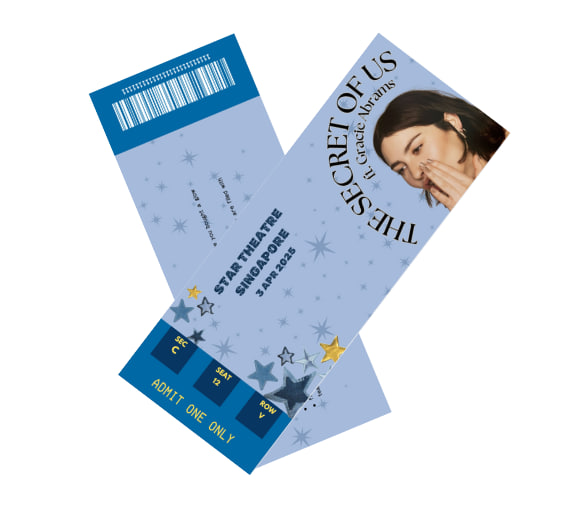 THE SECRET OF US
ft. Gracie Abrams
STAR THEATRE
SINGAPORE
3 APR 2025
SEC
C
SEAT
12
ROW
V
ADMIT ONE ONLY